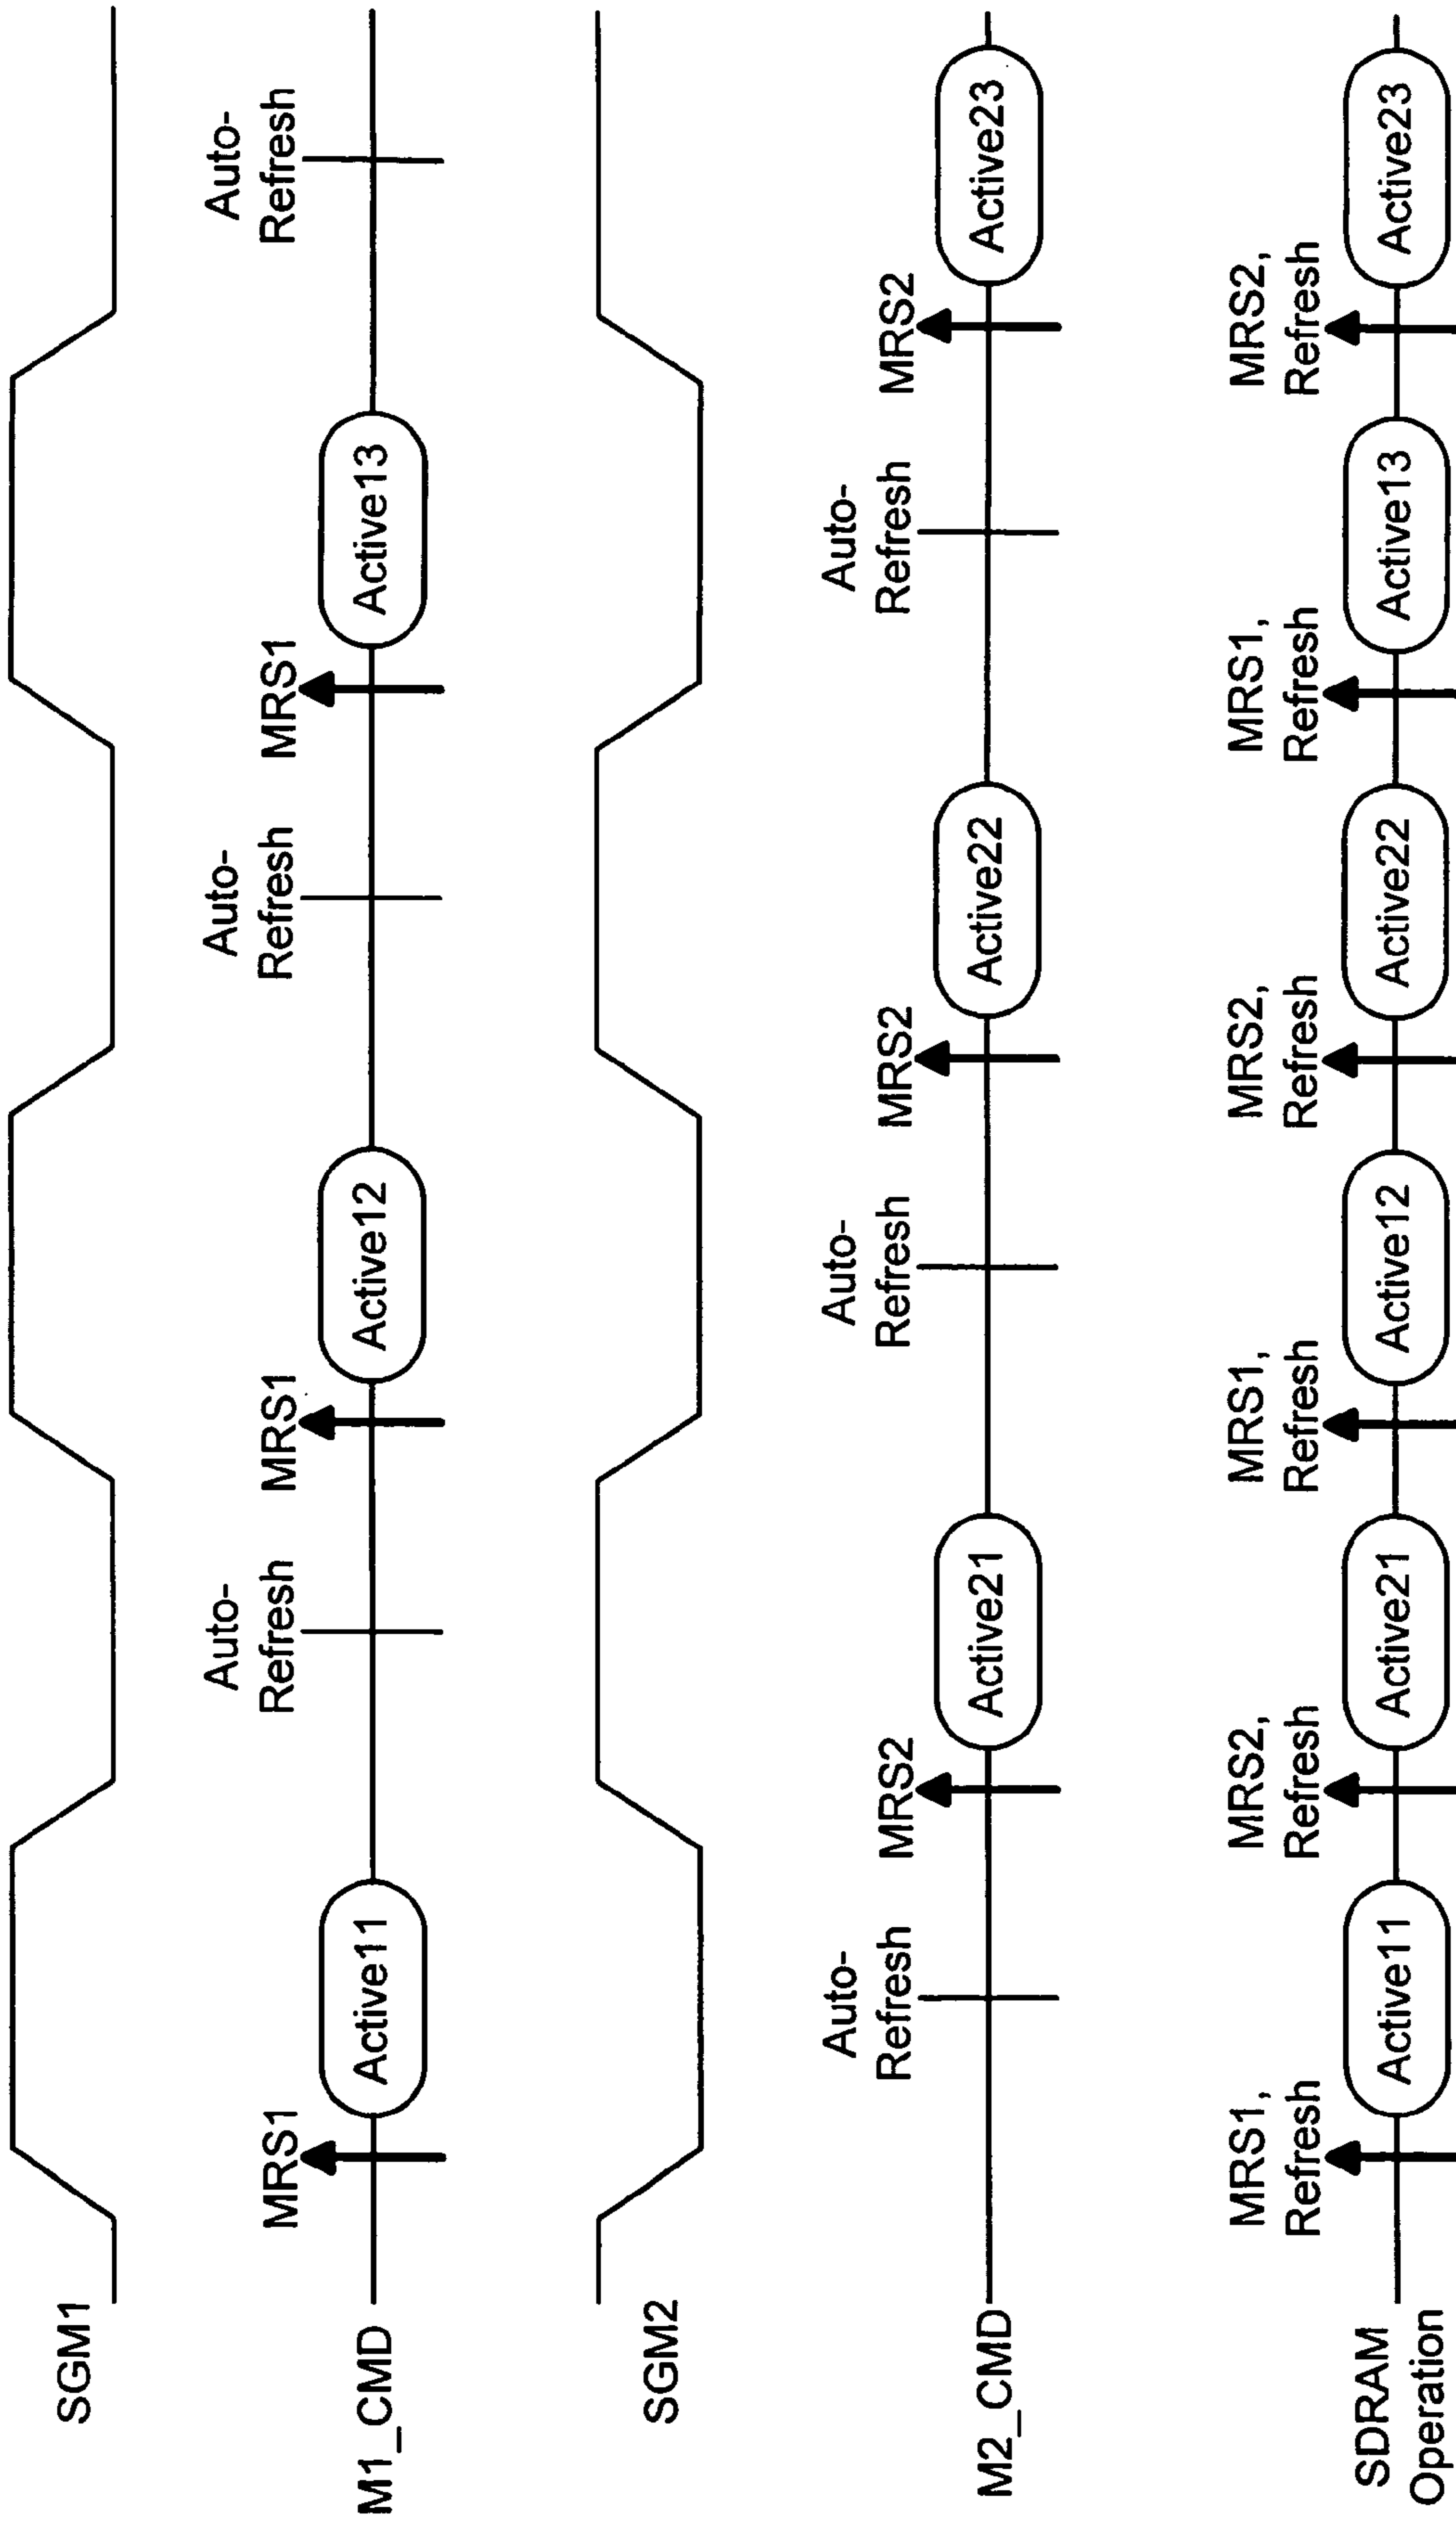 SGM1
M1_CMD
MRS1
Active11
Auto-
Refresh
MRS1
Active12
Auto-
Refresh
MRS1
Active13
Auto-
Refresh
SGM2
M2_CMD
Auto-
Refresh
MRS2
Active21
Auto-
Refresh
MRS2
Active22
Auto-
Refresh
MRS2
Active23
SDRAM
Operation
MRS1,
Refresh
Active11
MRS2,
Refresh
Active21
MRS1,
Refresh
Active12
MRS2,
Refresh
Active22
MRS1,
Refresh
Active13
MRS2,
Refresh
Active23